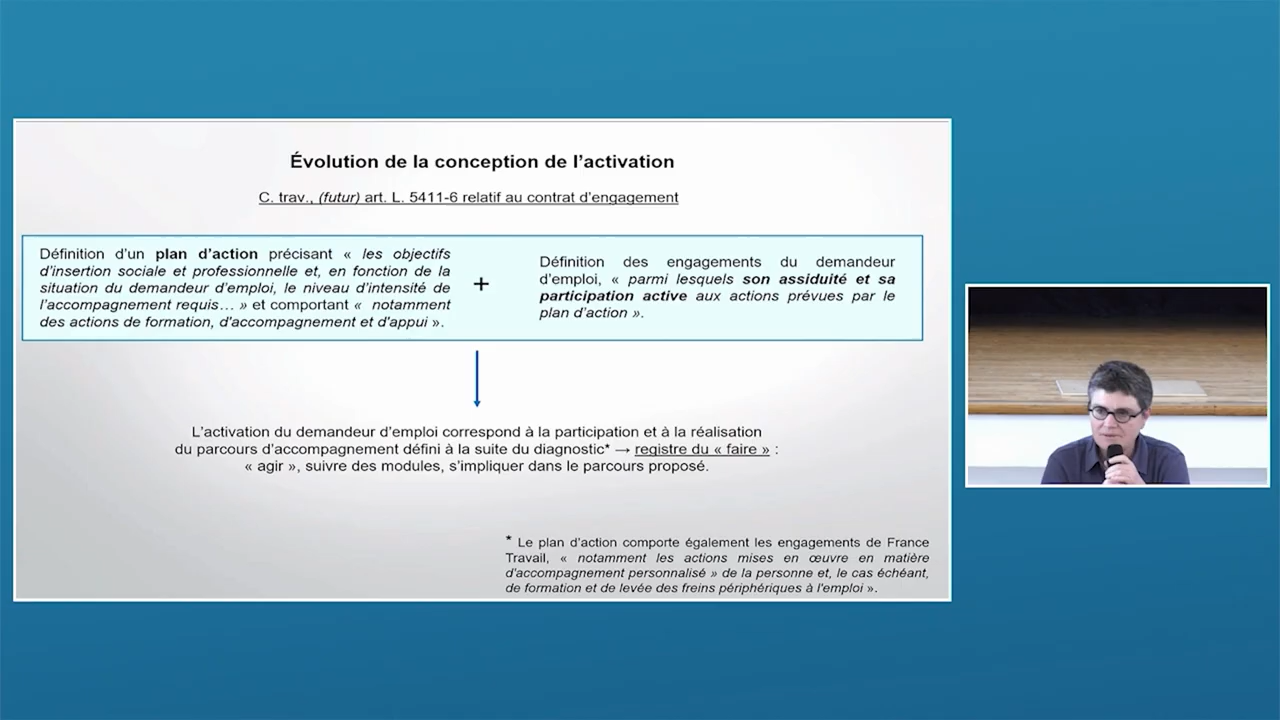 Évolution de la conception de l’activation
C. trav., (futur) art. L. 5411-6 relatif au contrat d’engagement
Définition d’un plan d’action précisant « les objectifs
d’insertion sociale et professionnelle et, en fonction de la
situation du demandeur d’emploi, le niveau d’intensité de
l’accompagnement requis… » et comportant « notamment
des actions de formation, d'accompagnement et d'appui ».
+
Définition des engagements du demandeur
d’emploi, « parmi lesquels son assiduité et sa
participation active aux actions prévues par le
plan d’action ».
L’activation du demandeur d’emploi correspond à la participation et à la réalisation
du parcours d’accompagnement défini à la suite du diagnostic* → registre du « faire » :
« agir », suivre des modules, s’impliquer dans le parcours proposé.
* Le plan d’action comporte également les engagements de France
Travail, « notamment les actions mises en œuvre en matière
d'accompagnement personnalisé » de la personne et, le cas échéant,
de formation et de levée des freins périphériques à l'emploi ».